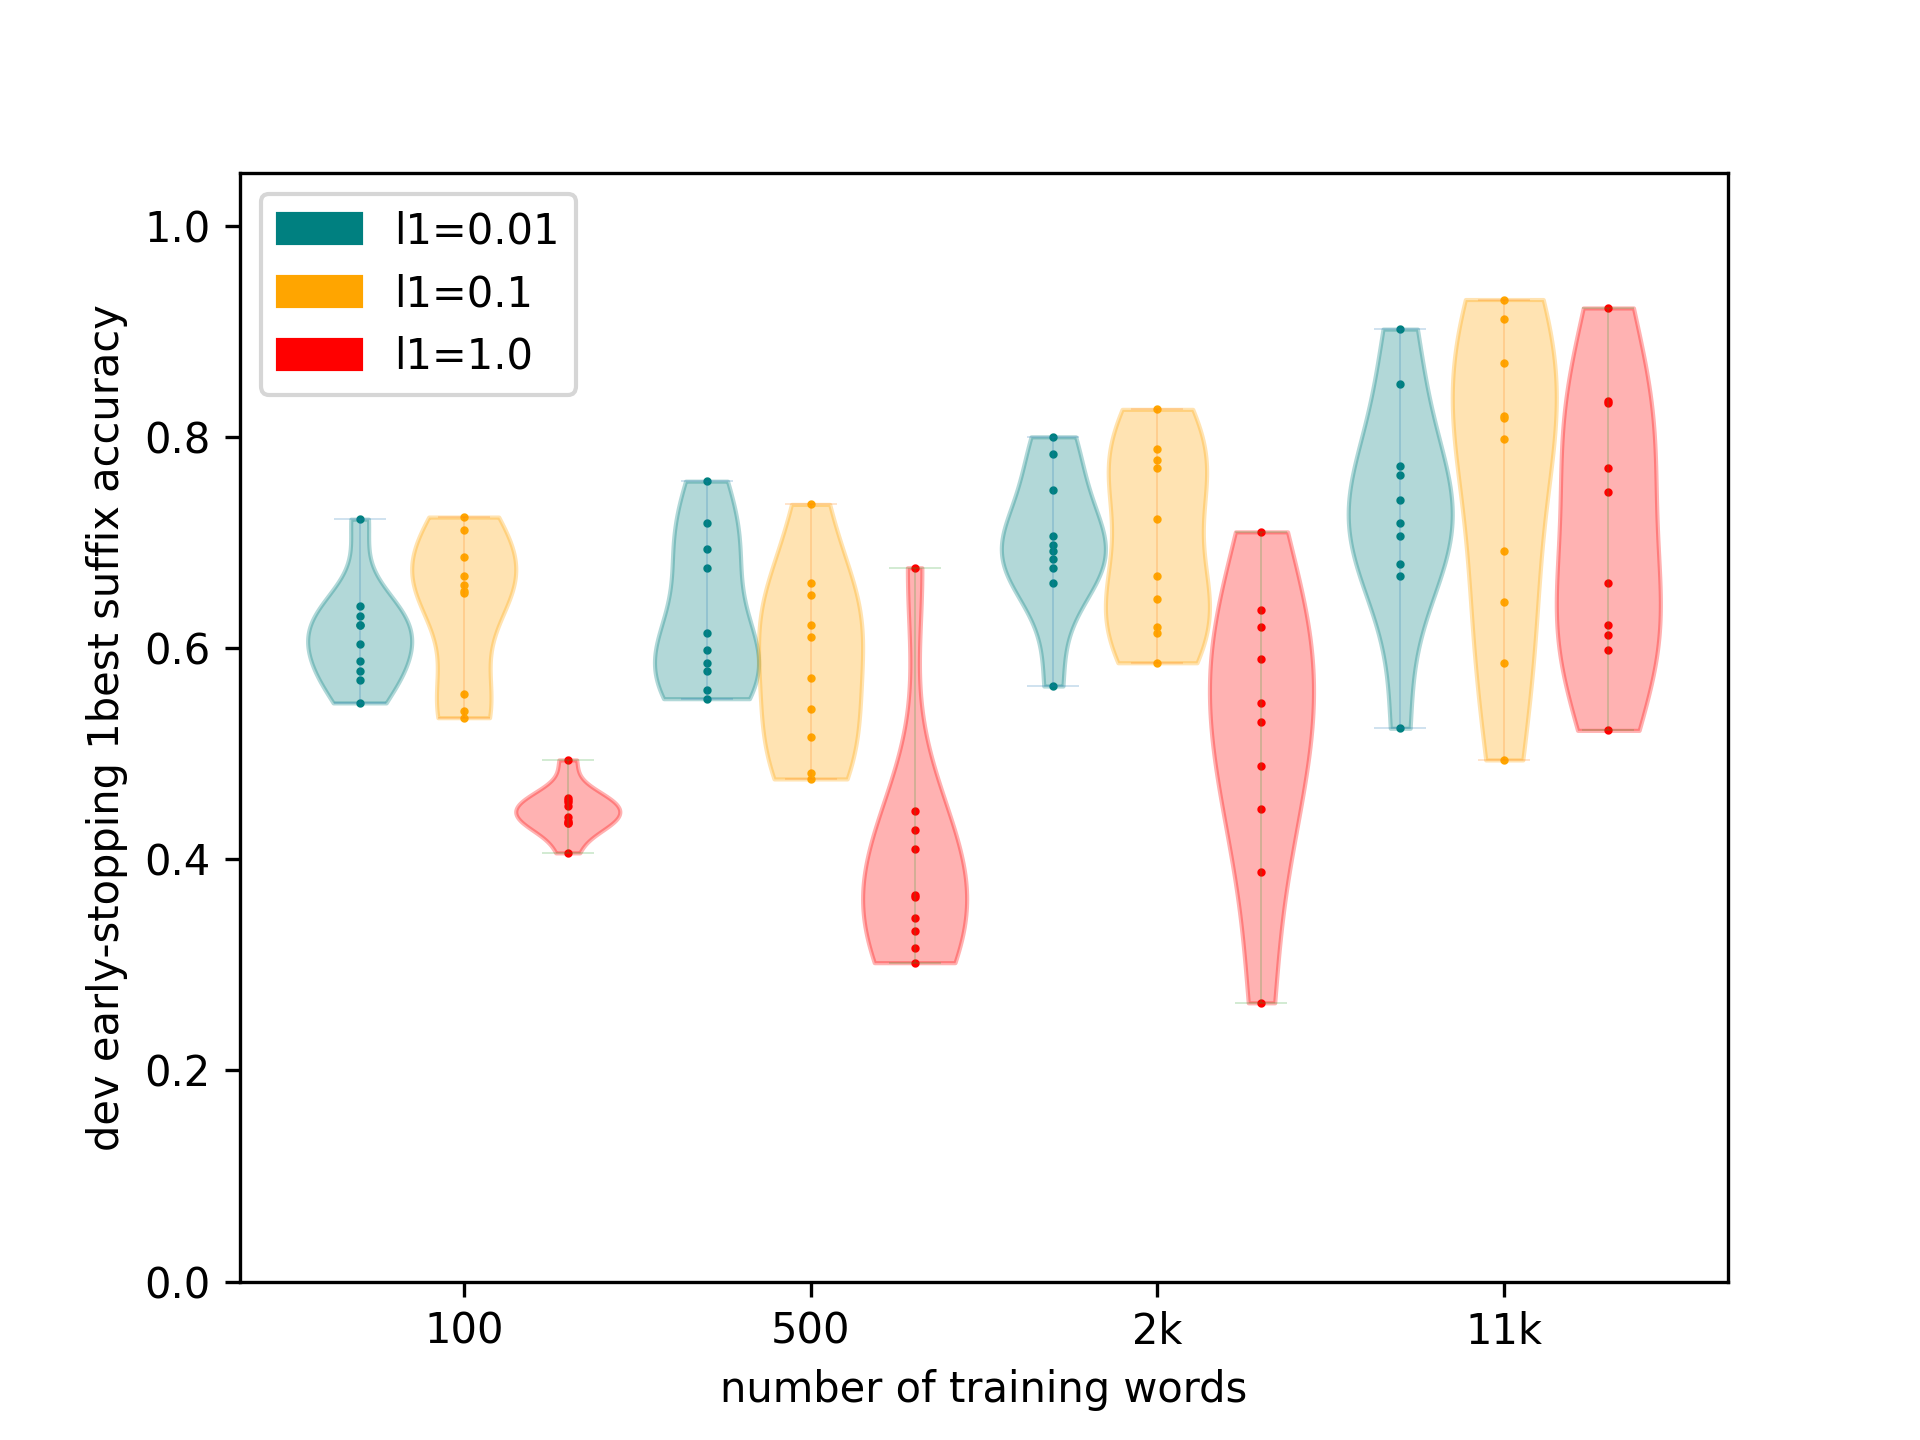 l1=0.01
l1=0.1
l1=1.0
1.0
0.8
0.6
0.4
0.2
0.0
dev early-stopping 1best suffix accuracy
100 500 2k 11k
number of training words